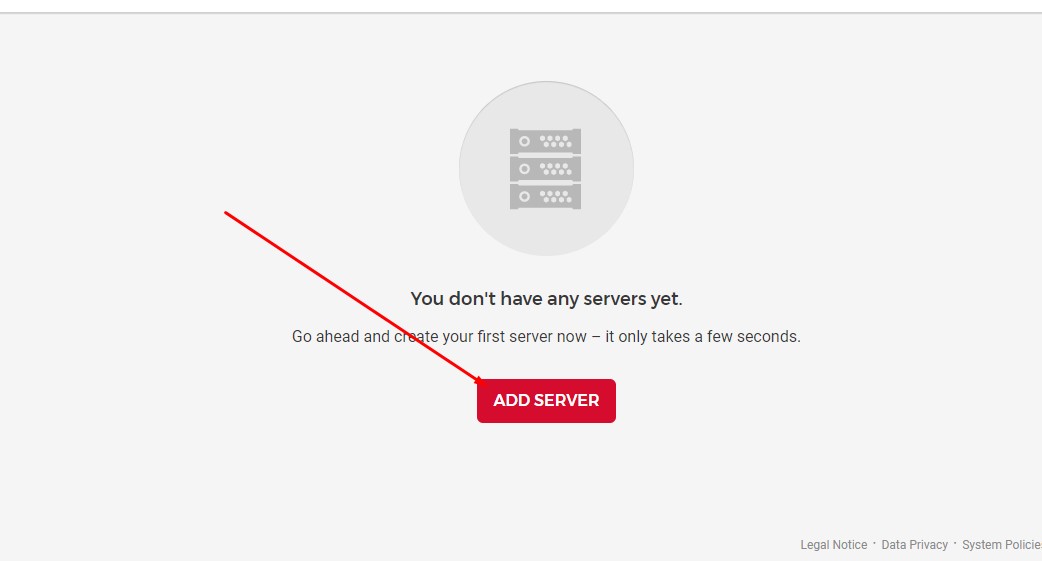 You don't have any servers yet.
Go ahead and create your first server now – it only takes a few seconds.
ADD SERVER
Legal Notice · Data Privacy · System Policie